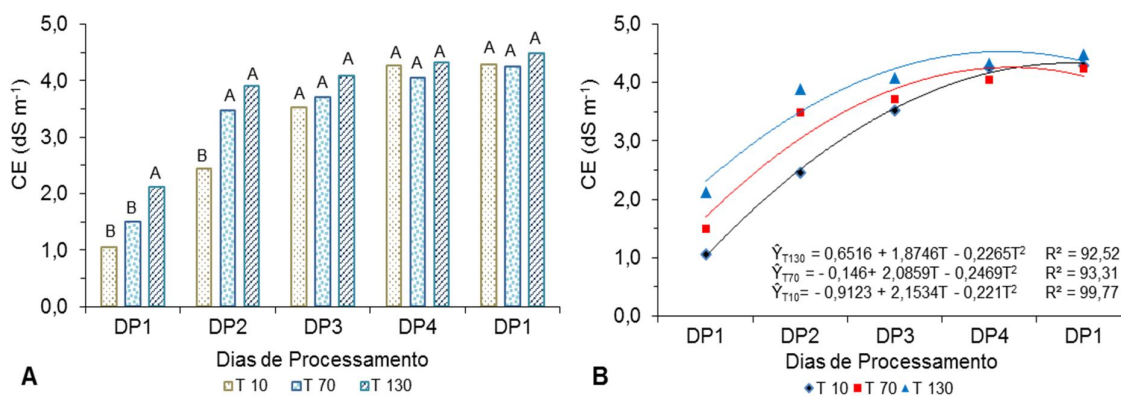 5,0
4,0
3,0
2,0
1,0
0,0
CE (dS m⁻¹)
B
B
A
B
A
A
A
A
A
A
A
A
A
A
A
DP1 DP2 DP3 DP4 DP1
Dias de Processamento
A
T 10 T 70 T 130
5,0
4,0
3,0
2,0
1,0
0,0
CE (dS m⁻¹)
ŶT130 = 0,6516 + 1,8746T - 0,2265T² R² = 92,52
ŶT70 = - 0,146+ 2,0859T - 0,2469T² R² = 93,31
ŶT10= - 0,9123 + 2,1534T - 0,221T² R² = 99,77
DP1 DP2 DP3 DP4 DP1
Dias de Processamento
B
T 10 T 70 T 130